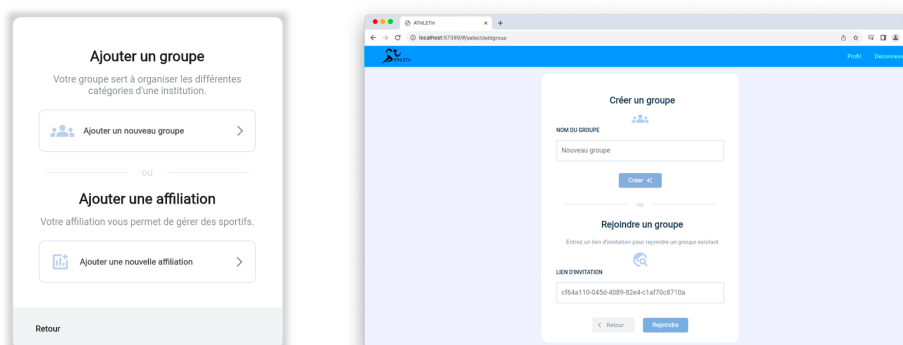 Ajouter un groupe
Votre groupe sert à organiser les différentes
catégories d'une institution.
Ajouter un nouveau groupe
ou
Ajouter une affiliation
Votre affiliation vous permet de gérer des sportifs.
Ajouter une nouvelle affiliation
Retour
ATHLETH
localhost:57389/#/select/addgroup
ATHLETH
Profil
Créer un groupe
NOM DU GROUPE
Nouveau groupe
Créer
ou
Rejoindre un groupe
Entrez un lien d'invitation pour rejoindre un groupe existant
LIEN D'INVITATION
cf64a110-045d-4089-82e4-c1af70c8710a
Retour
Rejoindre